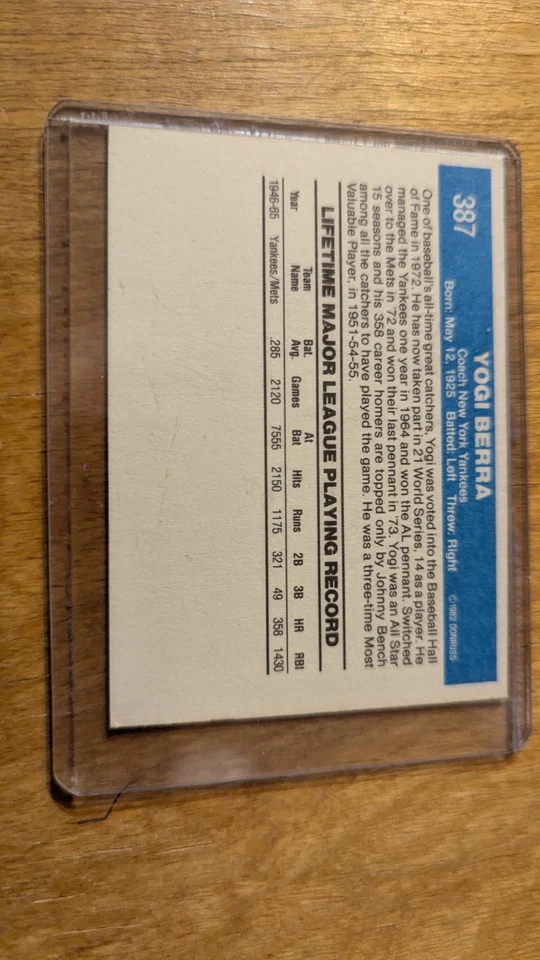 387
YOGI BERRA
Coach New York Yankees
Born: May 12, 1925 Batted: Left Threw: Right ©1982 DONRUSS
One of baseball's all-time great catchers, Yogi was voted into the Baseball Hall
of Fame in 1972. He has now taken part in 21 World Series, 14 as a player. He
managed the Yankees one year in 1964 and won the AL pennant. Switched
over to the Mets in '72 and won their last pennant in '73. Yogi was an All Star
15 seasons and his 358 career homers are topped only by Johnny Bench
among all the catchers to have played the game. He was a three-time Most
Valuable Player, in 1951-54-55.
LIFETIME MAJOR LEAGUE PLAYING RECORD
Team Bat. At
Year Name Avg. Games Bat Hits Runs 2B 3B HR RBI
1946-65 Yankees/Mets .285 2120 7555 2150 1175 321 49 358 1430